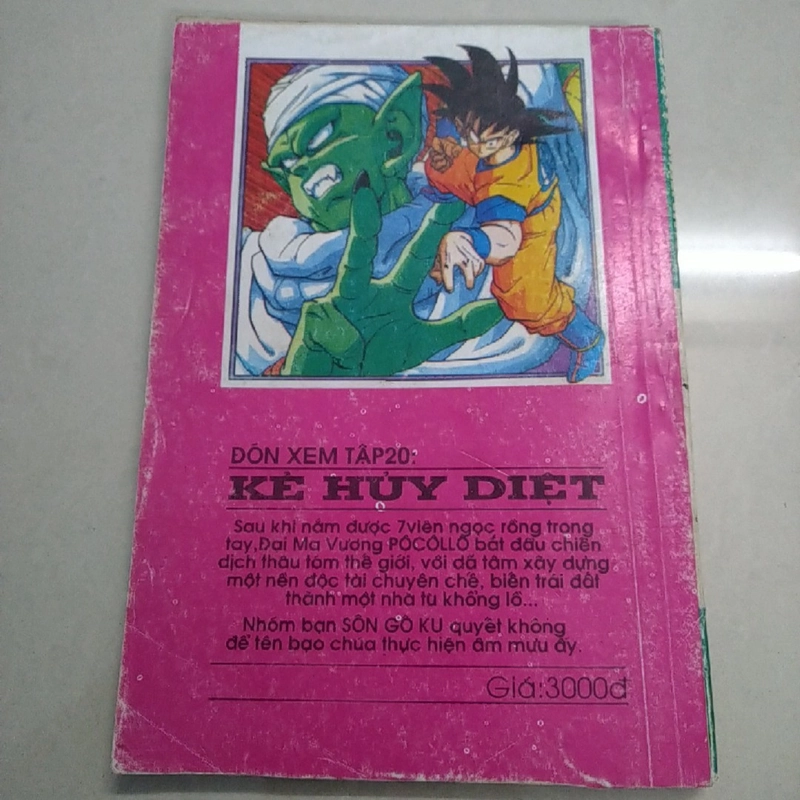 ĐÓN XEM TẬP20:
KẺ HỦY DIỆT
Sau khi nắm được 7viên ngọc rồng trong
tay,Đại Ma Vương PÔCÔLLÔ bắt đầu chiến
dịch thâu tóm thế giới, với dã tâm xây dựng
một nền độc tài chuyên chế, biến trái đất
thành một nhà tù khổng lồ...
Nhóm bạn SÔN GÔ KU quyết không
để tên bạo chúa thực hiện âm mưu ấy.
Giá:3000đ